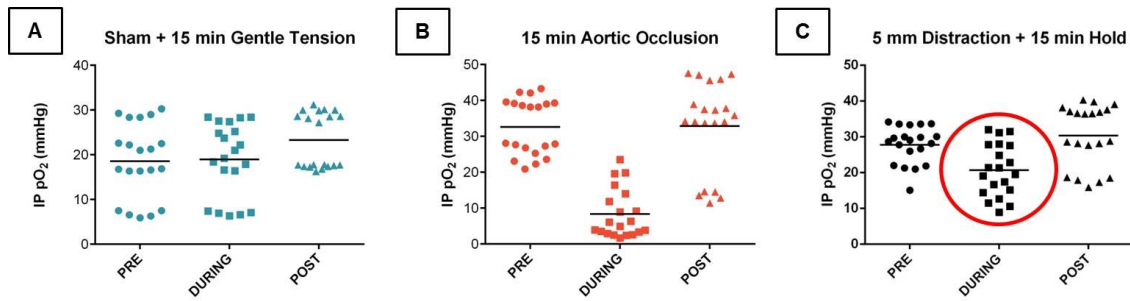 A
Sham + 15 min Gentle Tension
IP pO2 (mmHg)
40
30
20
10
0
PRE
DURING
POST
B
15 min Aortic Occlusion
IP pO2 (mmHg)
50
40
30
20
10
0
PRE
DURING
POST
C
5 mm Distraction + 15 min Hold
IP pO2 (mmHg)
50
40
30
20
10
0
PRE
DURING
POST